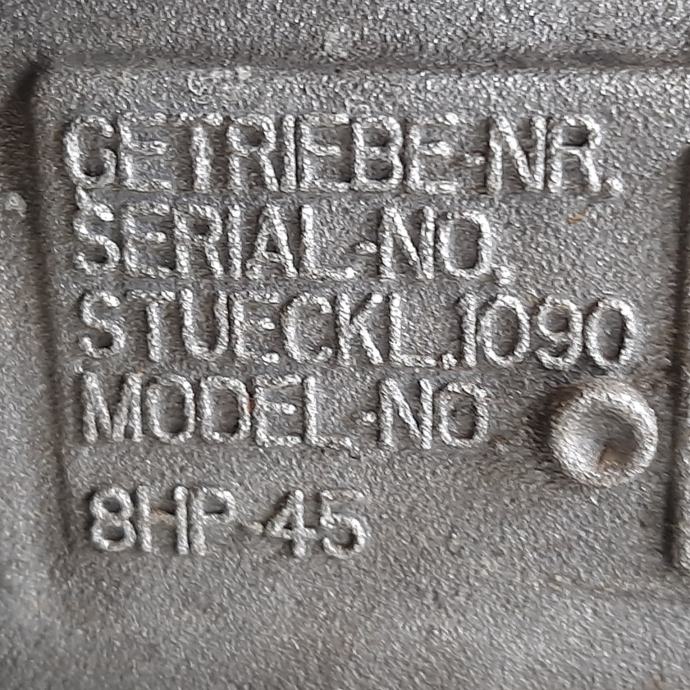 GETRIEBE-NR.
SERIAL-NO.
STUECKL.1090
MODEL-NO
8HP-45